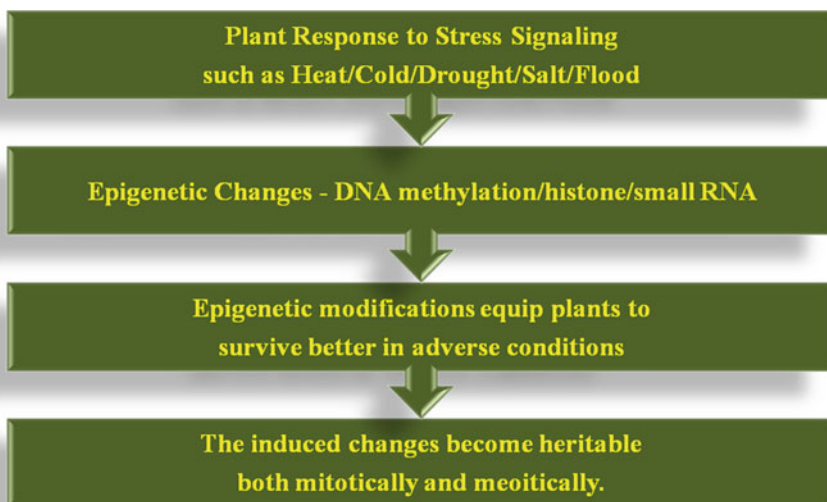 Plant Response to Stress Signaling
such as Heat/Cold/Drought/Salt/Flood
Epigenetic Changes - DNA methylation/histone/small RNA
Epigenetic modifications equip plants to
survive better in adverse conditions
The induced changes become heritable
both mitotically and meoitically.